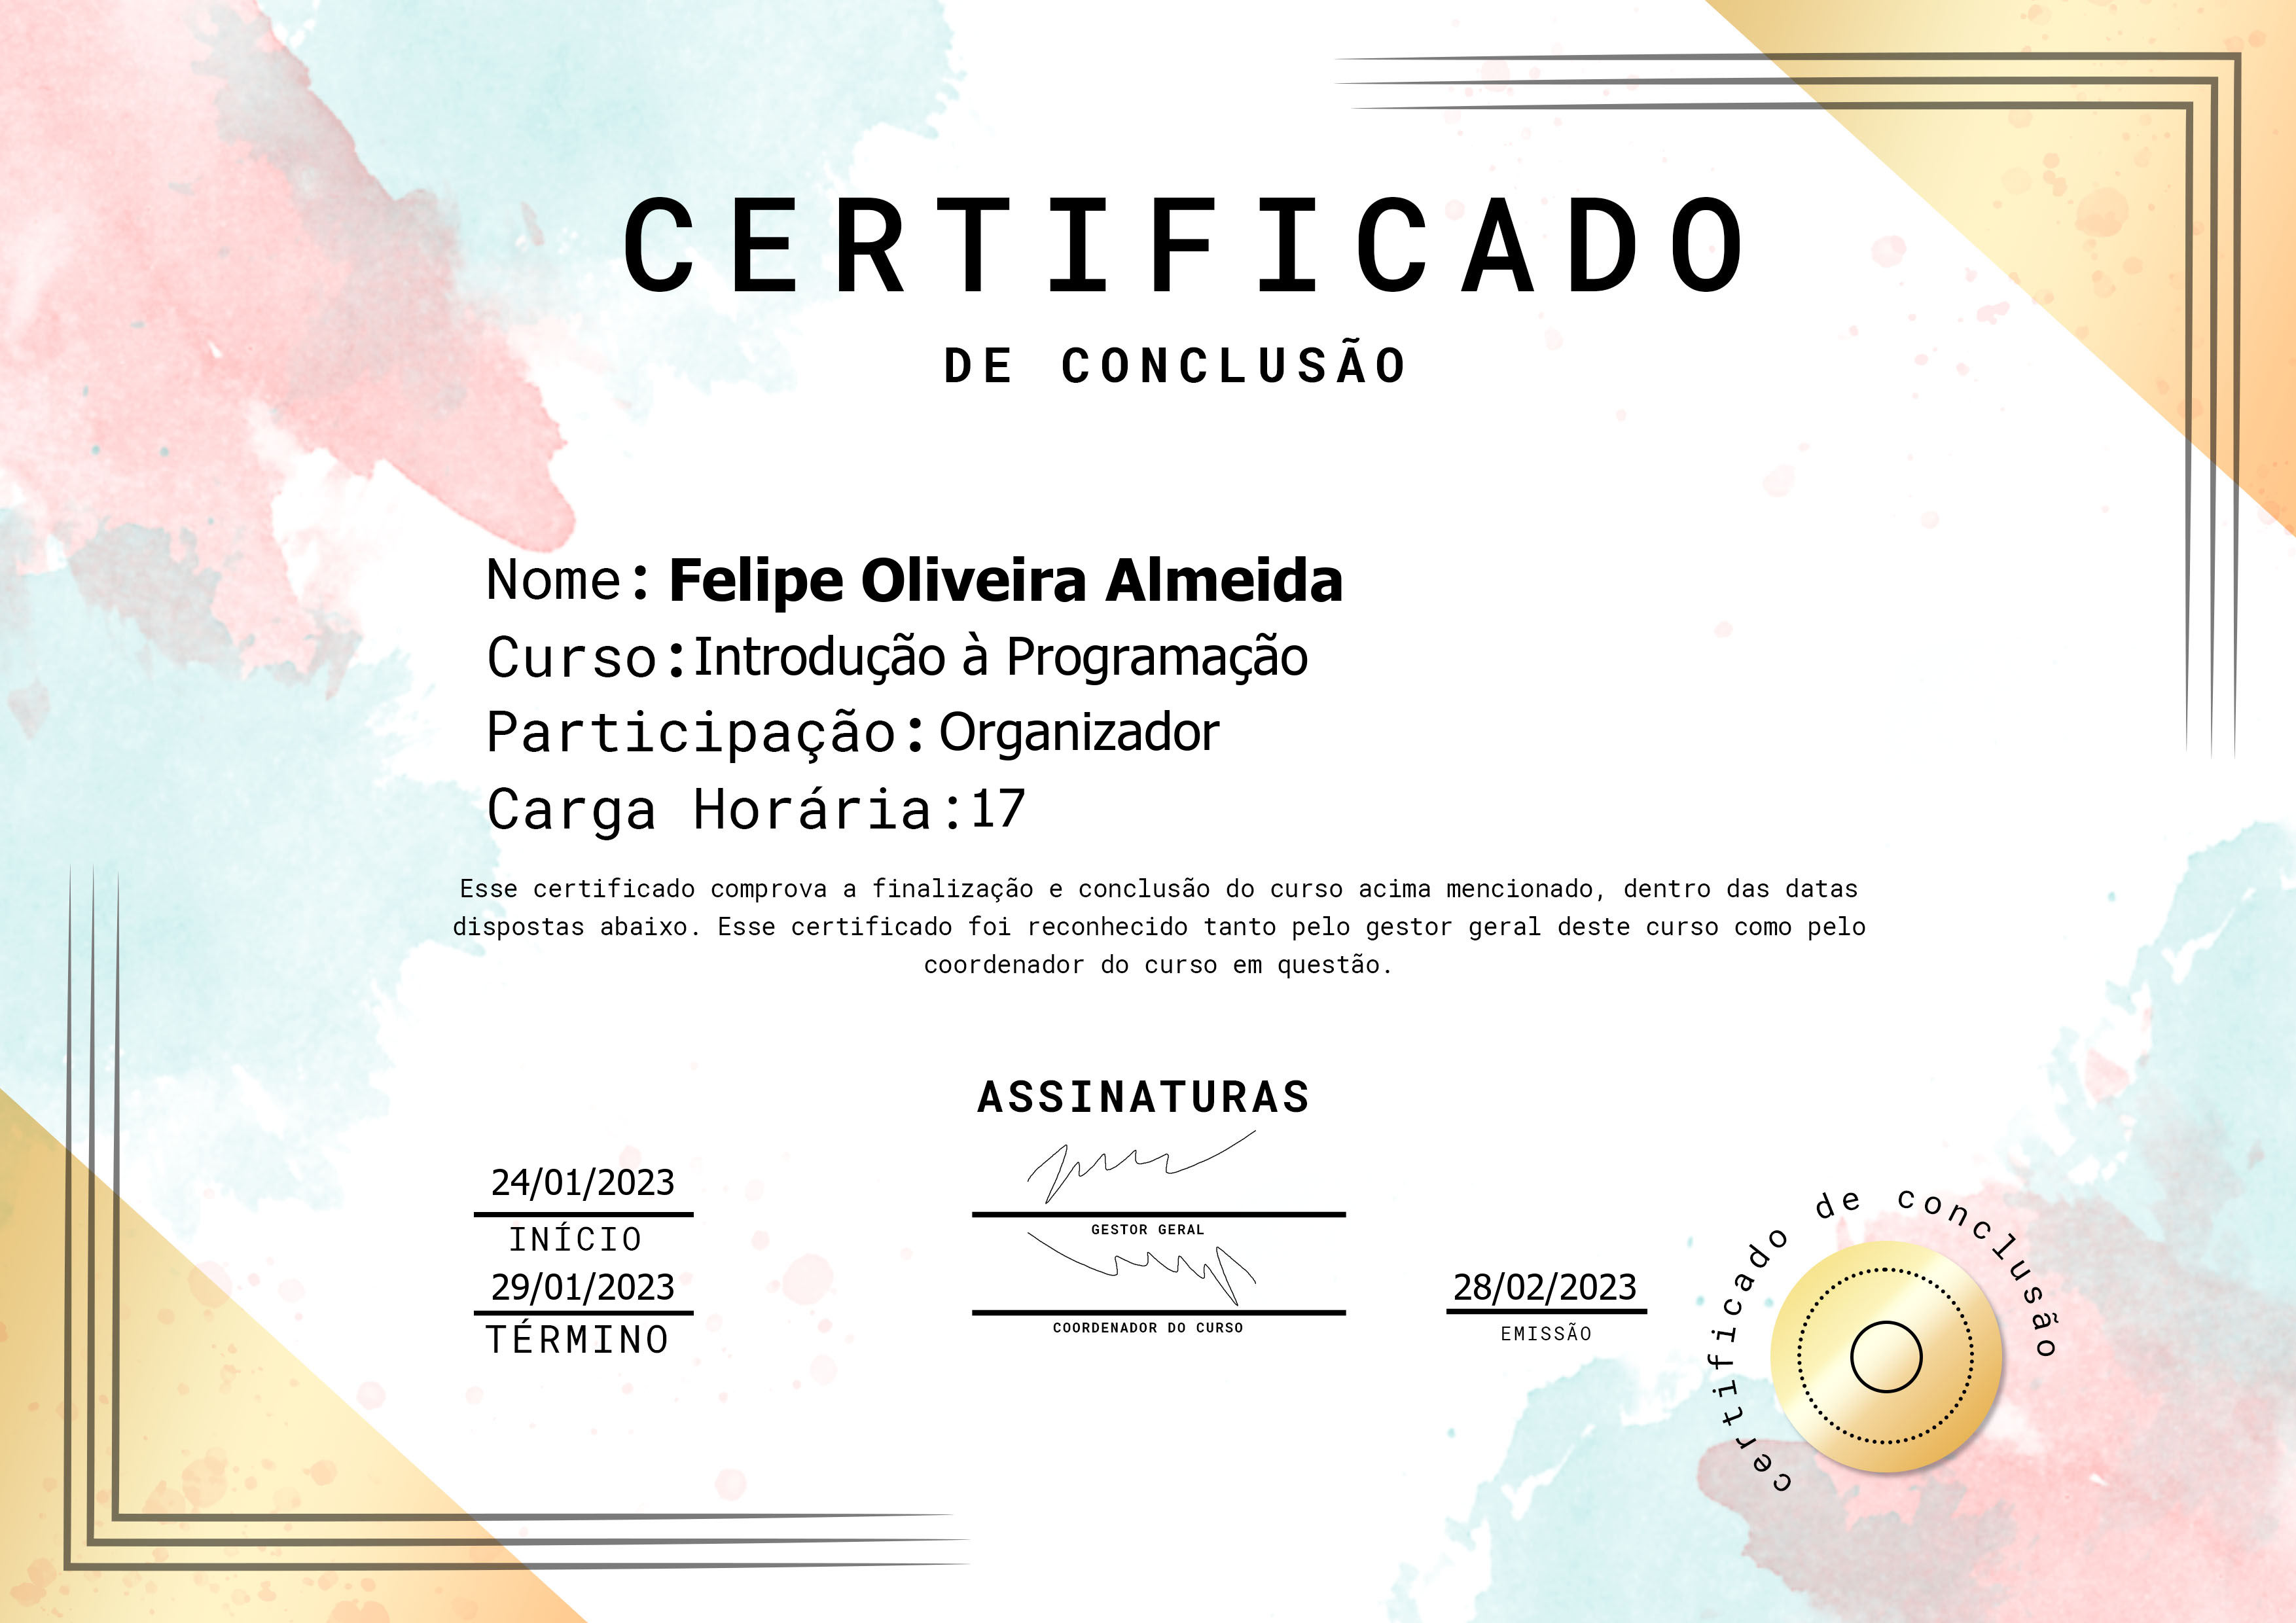 CERTIFICADO
DE CONCLUSÃO
Nome: Felipe Oliveira Almeida
Curso:Introdução à Programação
Participação: Organizador
Carga Horária:17
Esse certificado comprova a finalização e conclusão do curso acima mencionado, dentro das datas
dispostas abaixo. Esse certificado foi reconhecido tanto pelo gestor geral deste curso como pelo
coordenador do curso em questão.
ASSINATURAS
24/01/2023
INÍCIO
29/01/2023
TÉRMINO
GESTOR GERAL
COORDENADOR DO CURSO
28/02/2023
EMISSÃO
certificado de conclusão